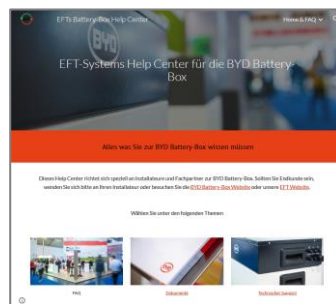 EFTs Battery-Box Help Center
Home & FAQ
BYD
EFT-Systems Help Center für die BYD Battery-
Box
Alles was Sie zur BYD Battery-Box wissen müssen
Dieses Help Center richtet sich speziell an Installateure und Fachpartner zur BYD Battery-Box. Sollten Sie Endkunde sein,
wenden Sie sich bitte an Ihren Installateur oder besuchen Sie die BYD Battery-Box Website oder unsere EFT Website.
Wählen Sie unter den folgenden Themen
FAQ
Dokumente
Technischer Support